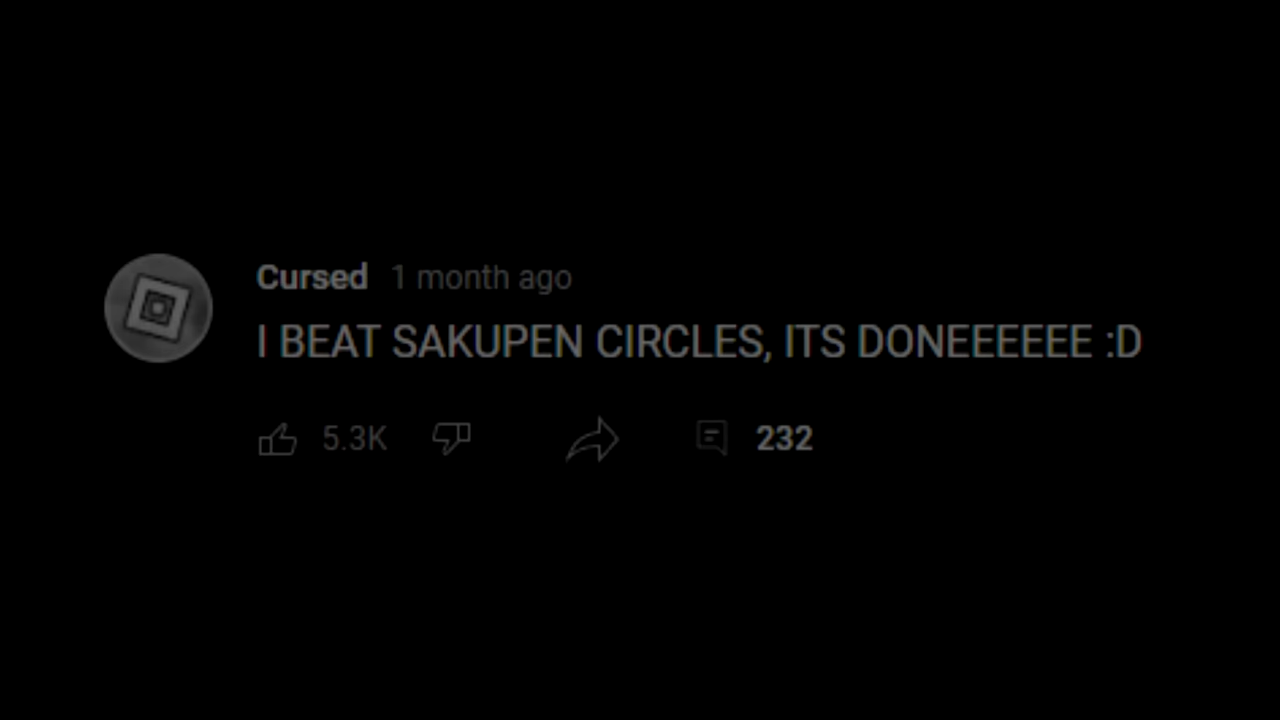 Cursed 1 month ago
I BEAT SAKUPEN CIRCLES, ITS DONEEEEEE :D
5.3K 232